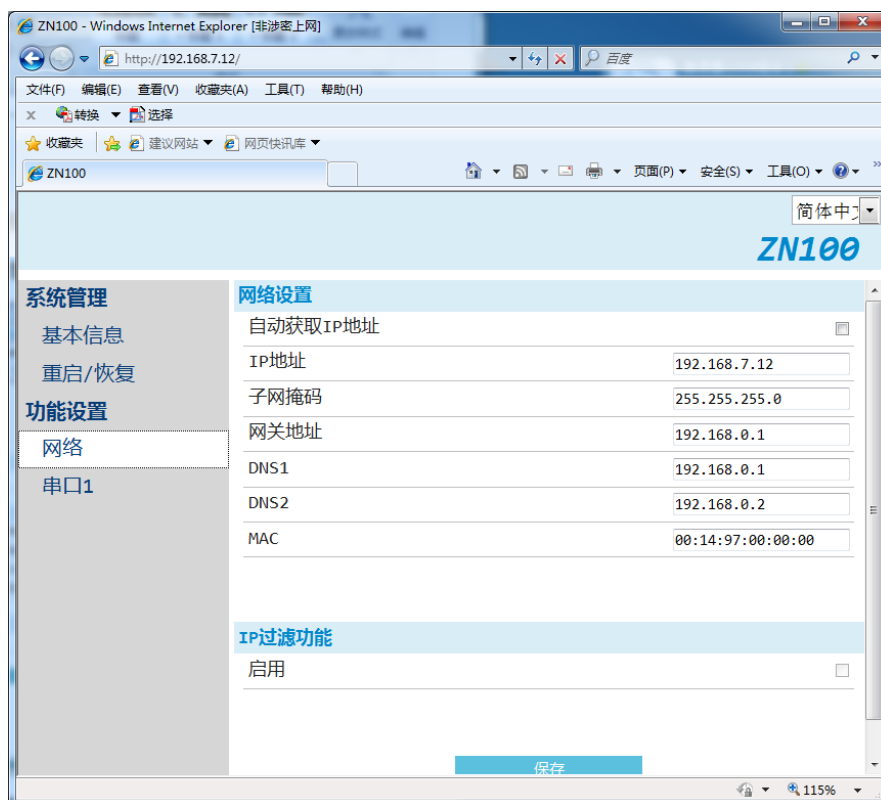 ZN100 - Windows Internet Explorer [非涉密上网]
http://192.168.7.12/
百度
文件(F) 编辑(E) 查看(V) 收藏夹(A) 工具(T) 帮助(H)
x 转换 选择
收藏夹 建议网站 网页快讯库
ZN100 页面(P) 安全(S) 工具(O)
简体中
ZN100
系统管理
基本信息
重启/恢复
功能设置
网络
串口1
网络设置
自动获取IP地址
IP地址 192.168.7.12
子网掩码 255.255.255.0
网关地址 192.168.0.1
DNS1 192.168.0.1
DNS2 192.168.0.2
MAC 00:14:97:00:00:00
IP过滤功能
启用
保存
115%